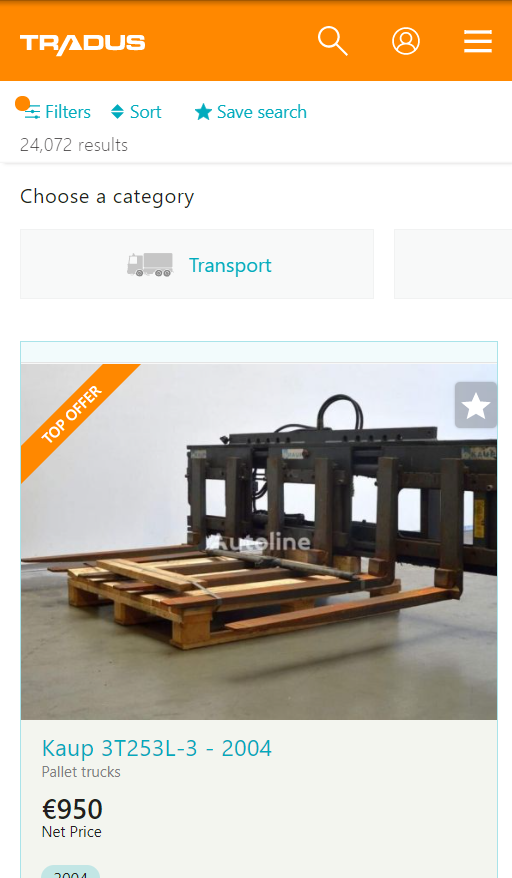 TRADUS
Filters Sort Save search
24,072 results
Choose a category
Transport
TOP OFFER
Autoline
Kaup 3T253L-3 - 2004
Pallet trucks
€950
Net Price
2004